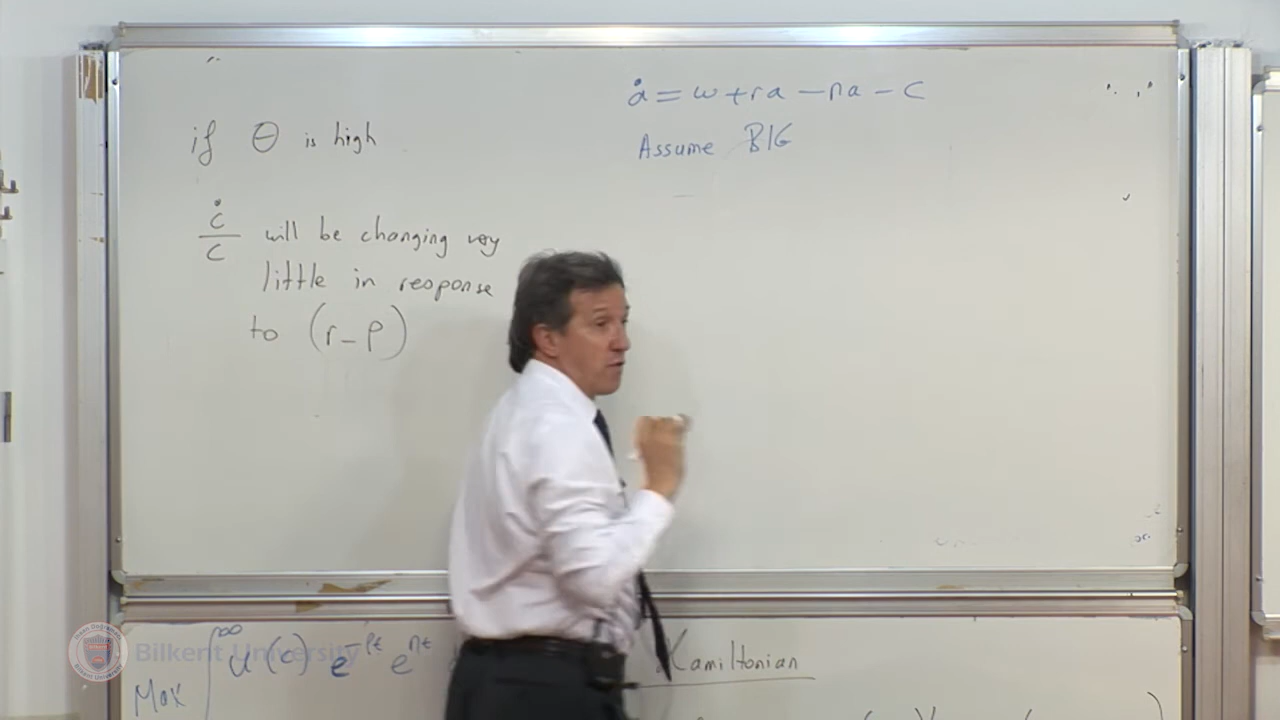 if θ is high
ċ/c will be changing very
little in response
to (r-ρ)
ȧ = w + ra - na - c
Assume BIG
Max ∫ ∞ u(c) e^-ρt e^nt
Hamiltonian
Bilkent University